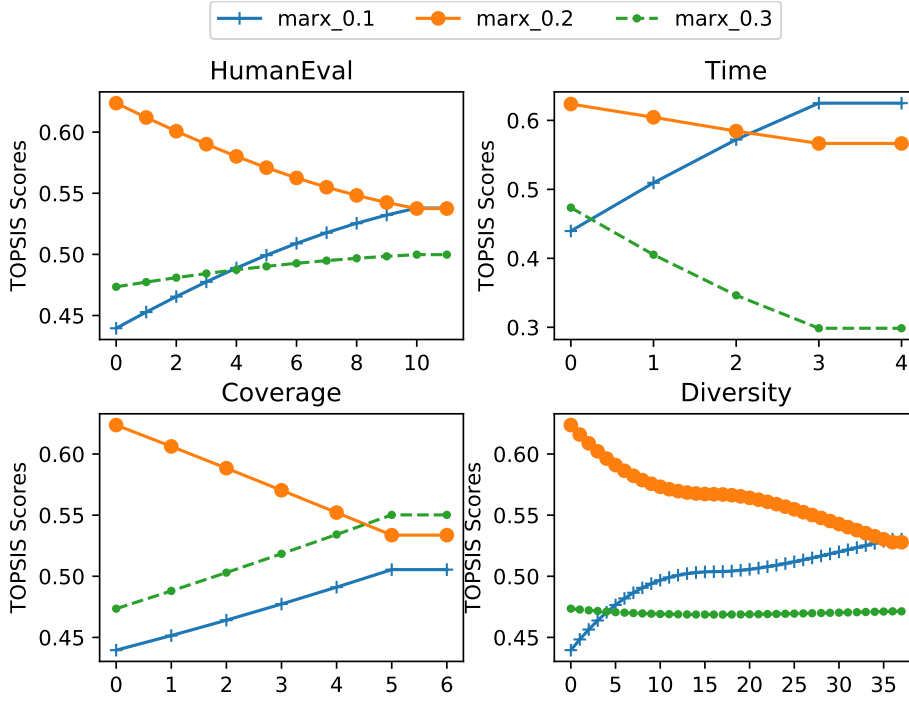 marx_0.1 marx_0.2 marx_0.3
HumanEval
TOPSIS Scores
0.60
0.55
0.50
0.45
0 2 4 6 8 10
Time
TOPSIS Scores
0.6
0.5
0.4
0.3
0 1 2 3 4
Coverage
TOPSIS Scores
0.60
0.55
0.50
0.45
0 1 2 3 4 5 6
Diversity
TOPSIS Scores
0.60
0.55
0.50
0.45
0 5 10 15 20 25 30 35